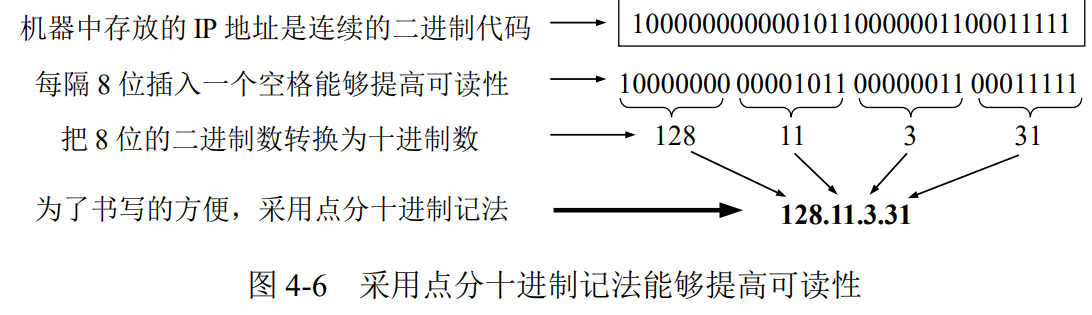 机器中存放的 IP 地址是连续的二进制代码 10000000000010110000001100011111
每隔 8 位插入一个空格能够提高可读性 10000000 00001011 00000011 00011111
把 8 位的二进制数转换为十进制数 128 11 3 31
为了书写的方便，采用点分十进制记法 128.11.3.31
图 4-6 采用点分十进制记法能够提高可读性